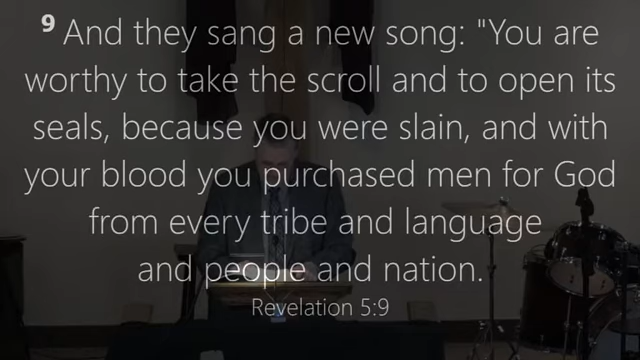 9 And they sang a new song: "You are
worthy to take the scroll and to open its
seals, because you were slain, and with
your blood you purchased men for God
from every tribe and language
and people and nation.
Revelation 5:9